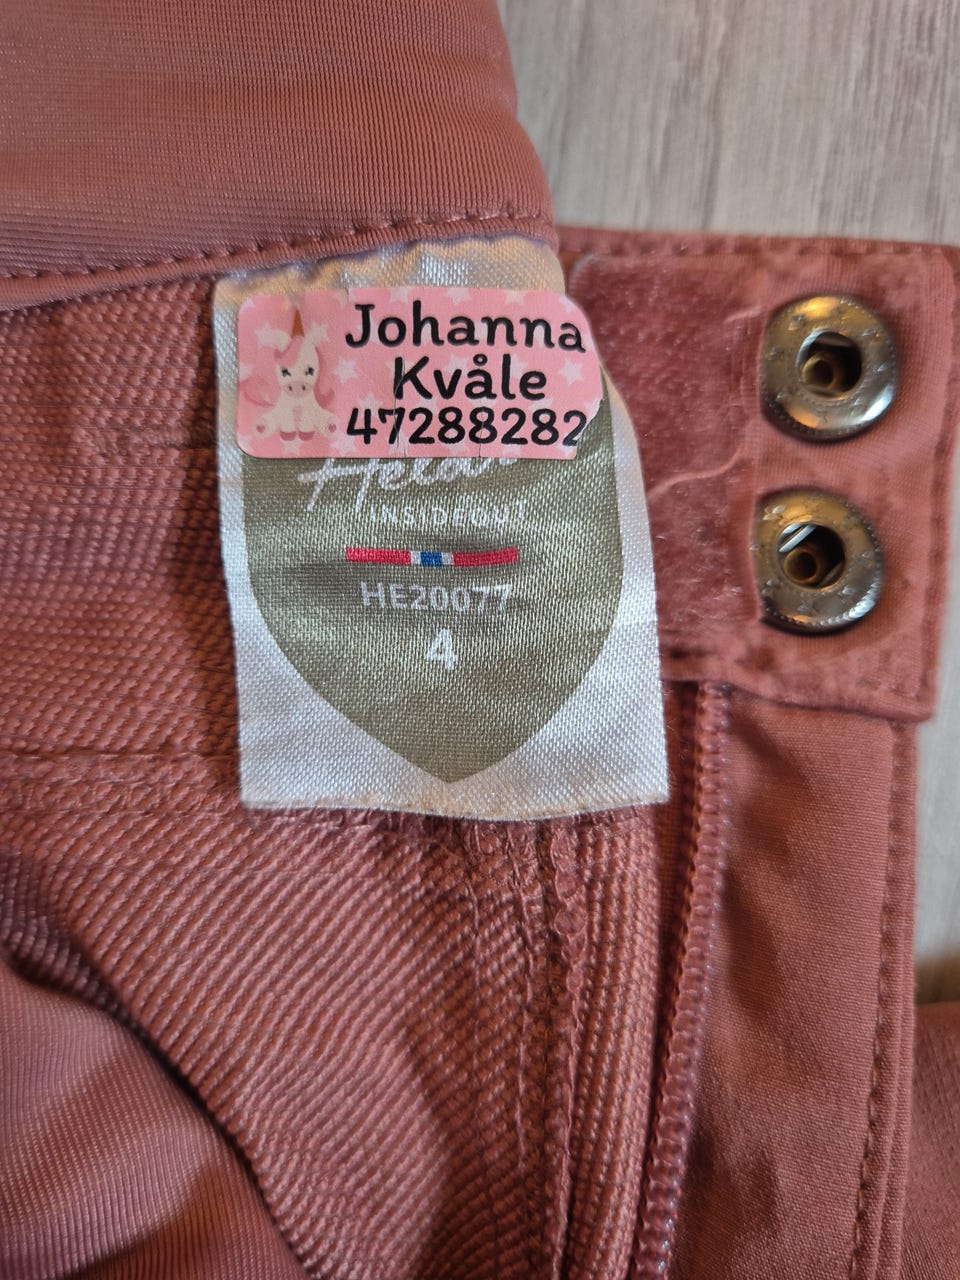 Johanna
Kvåle
47288282
INSIDEOUT
HE20077
4